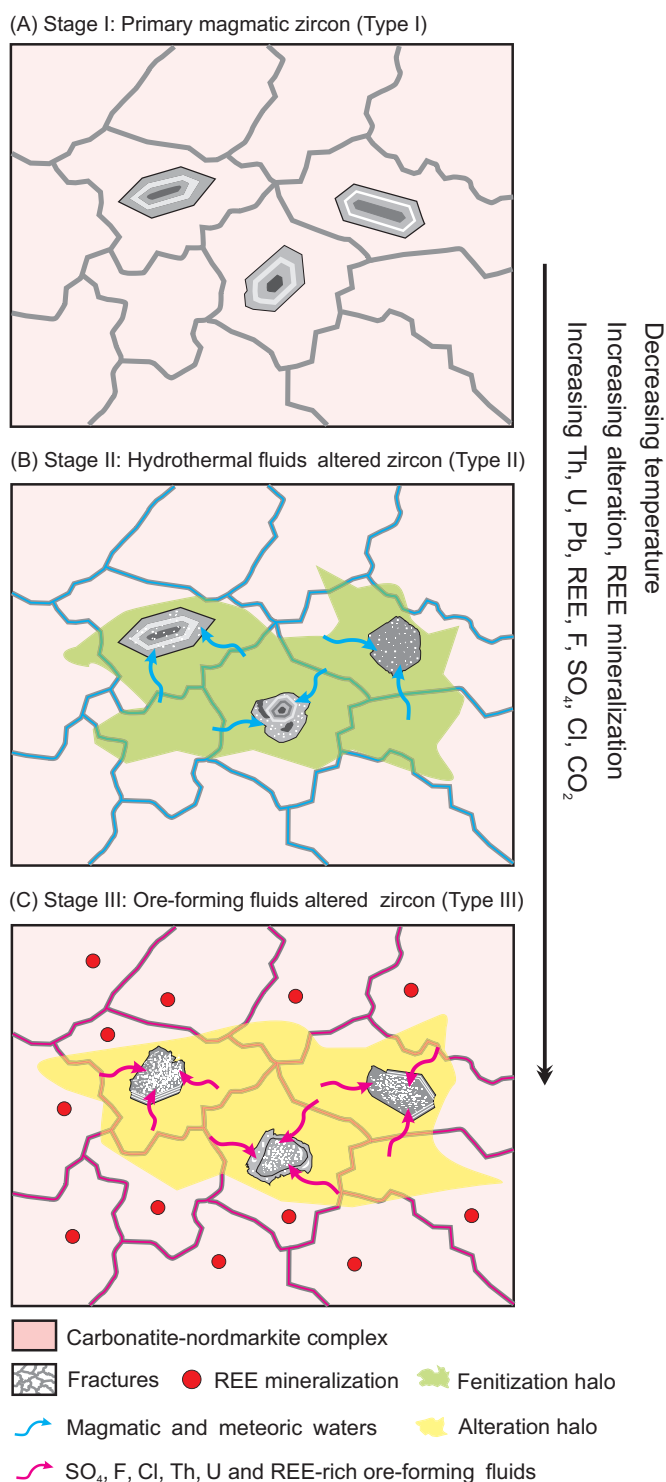 (A) Stage I: Primary magmatic zircon (Type I)
Decreasing temperature
Increasing alteration, REE mineralization
Increasing Th, U, Pb, REE, F, SO₄, Cl, CO₂
(B) Stage II: Hydrothermal fluids altered zircon (Type II)
(C) Stage III: Ore-forming fluids altered zircon (Type III)
Carbonatite-nordmarkite complex
Fractures REE mineralization Fenitization halo
Magmatic and meteoric waters Alteration halo
SO₄, F, Cl, Th, U and REE-rich ore-forming fluids